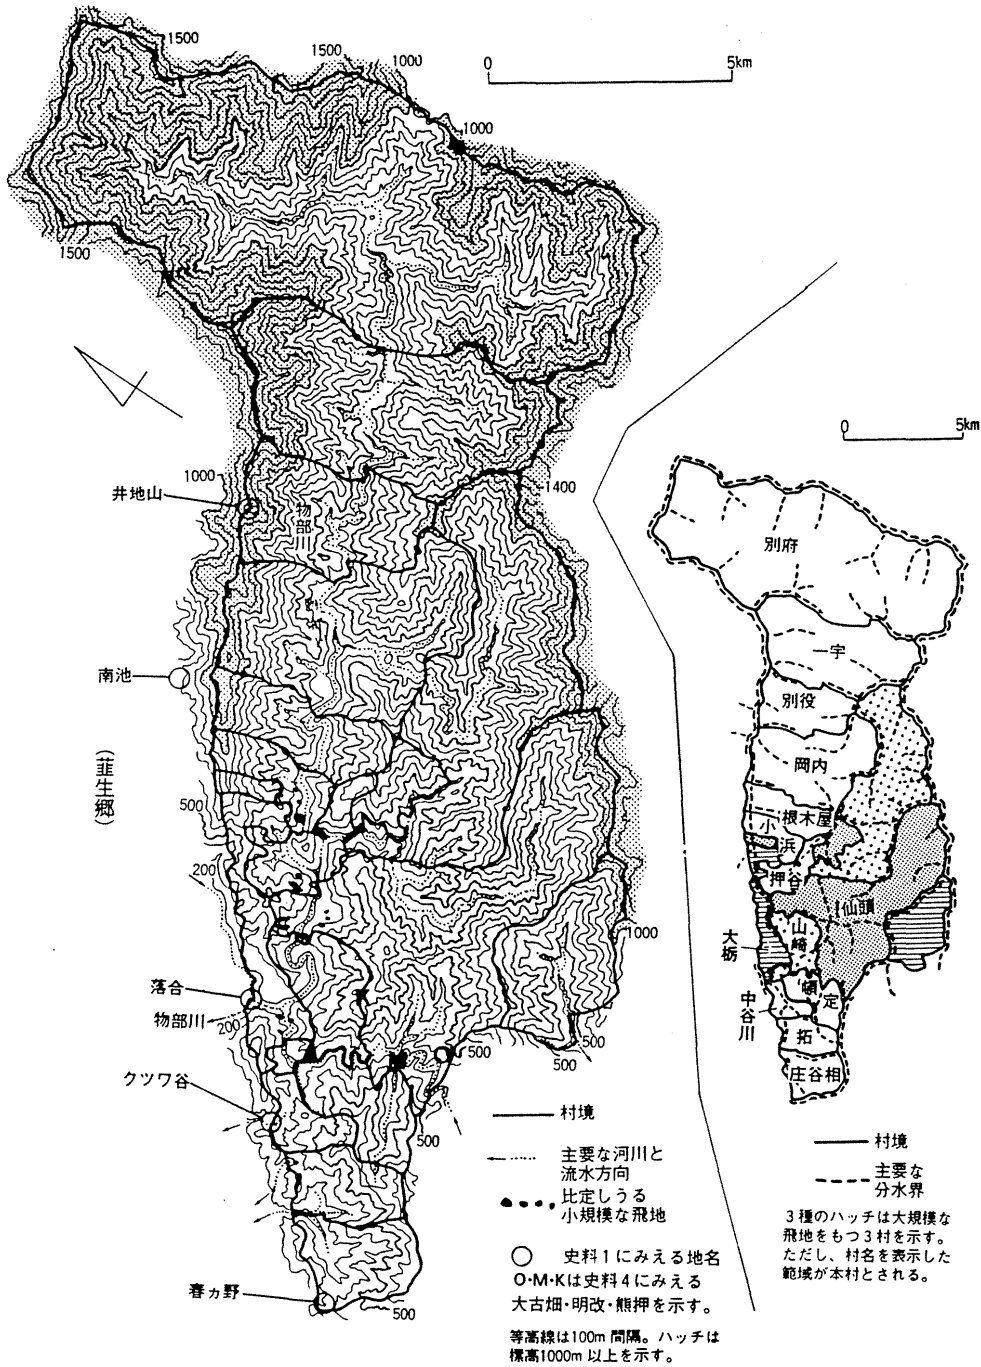 1500
1500
1000
0
5km
1000
1500
1000
井地山
物部川
1400
南池
(韮生郷)
500
200
1000
落合
物部川
200
500
500
500
クツワ谷
500
春ヵ野
500
村境
主要な河川と
流水方向
比定しうる
小規模な飛地
史料1にみえる地名
O・M・Kは史料4にみえる
大古畑・明改・熊押を示す。
等高線は100m間隔。ハッチは
標高1000m以上を示す。
0
5km
別府
一宇
別役
岡内
根木屋
小浜
押谷
仙頭
山崎
大栃
頓定
中谷川
拓
庄谷相
村境
主要な
分水界
3種のハッチは大規模な
飛地をもつ3村を示す。
ただし、村名を表示した
範域が本村とされる。